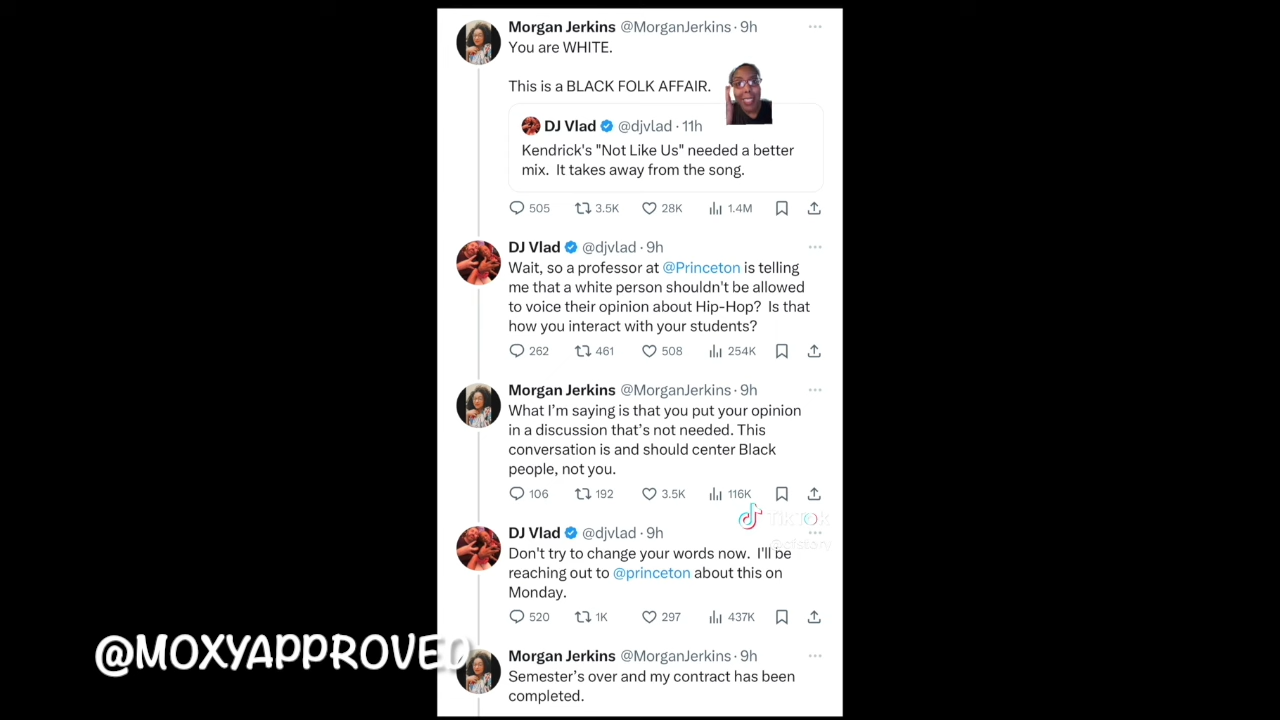 Morgan Jerkins @MorganJerkins · 9h
You are WHITE.
This is a BLACK FOLK AFFAIR.
DJ Vlad @djvlad · 11h
Kendrick's "Not Like Us" needed a better
mix. It takes away from the song.
505 3.5K 28K 1.4M
DJ Vlad @djvlad · 9h
Wait, so a professor at @Princeton is telling
me that a white person shouldn't be allowed
to voice their opinion about Hip-Hop? Is that
how you interact with your students?
262 461 508 254K
Morgan Jerkins @MorganJerkins · 9h
What I'm saying is that you put your opinion
in a discussion that's not needed. This
conversation is and should center Black
people, not you.
106 192 3.5K 116K
TikTok
DJ Vlad @djvlad · 9h
Don't try to change your words now. I'll be
reaching out to @princeton about this on
Monday.
520 1K 297 437K
@MOXYAPPROVED
Morgan Jerkins @MorganJerkins · 9h
Semester's over and my contract has been
completed.